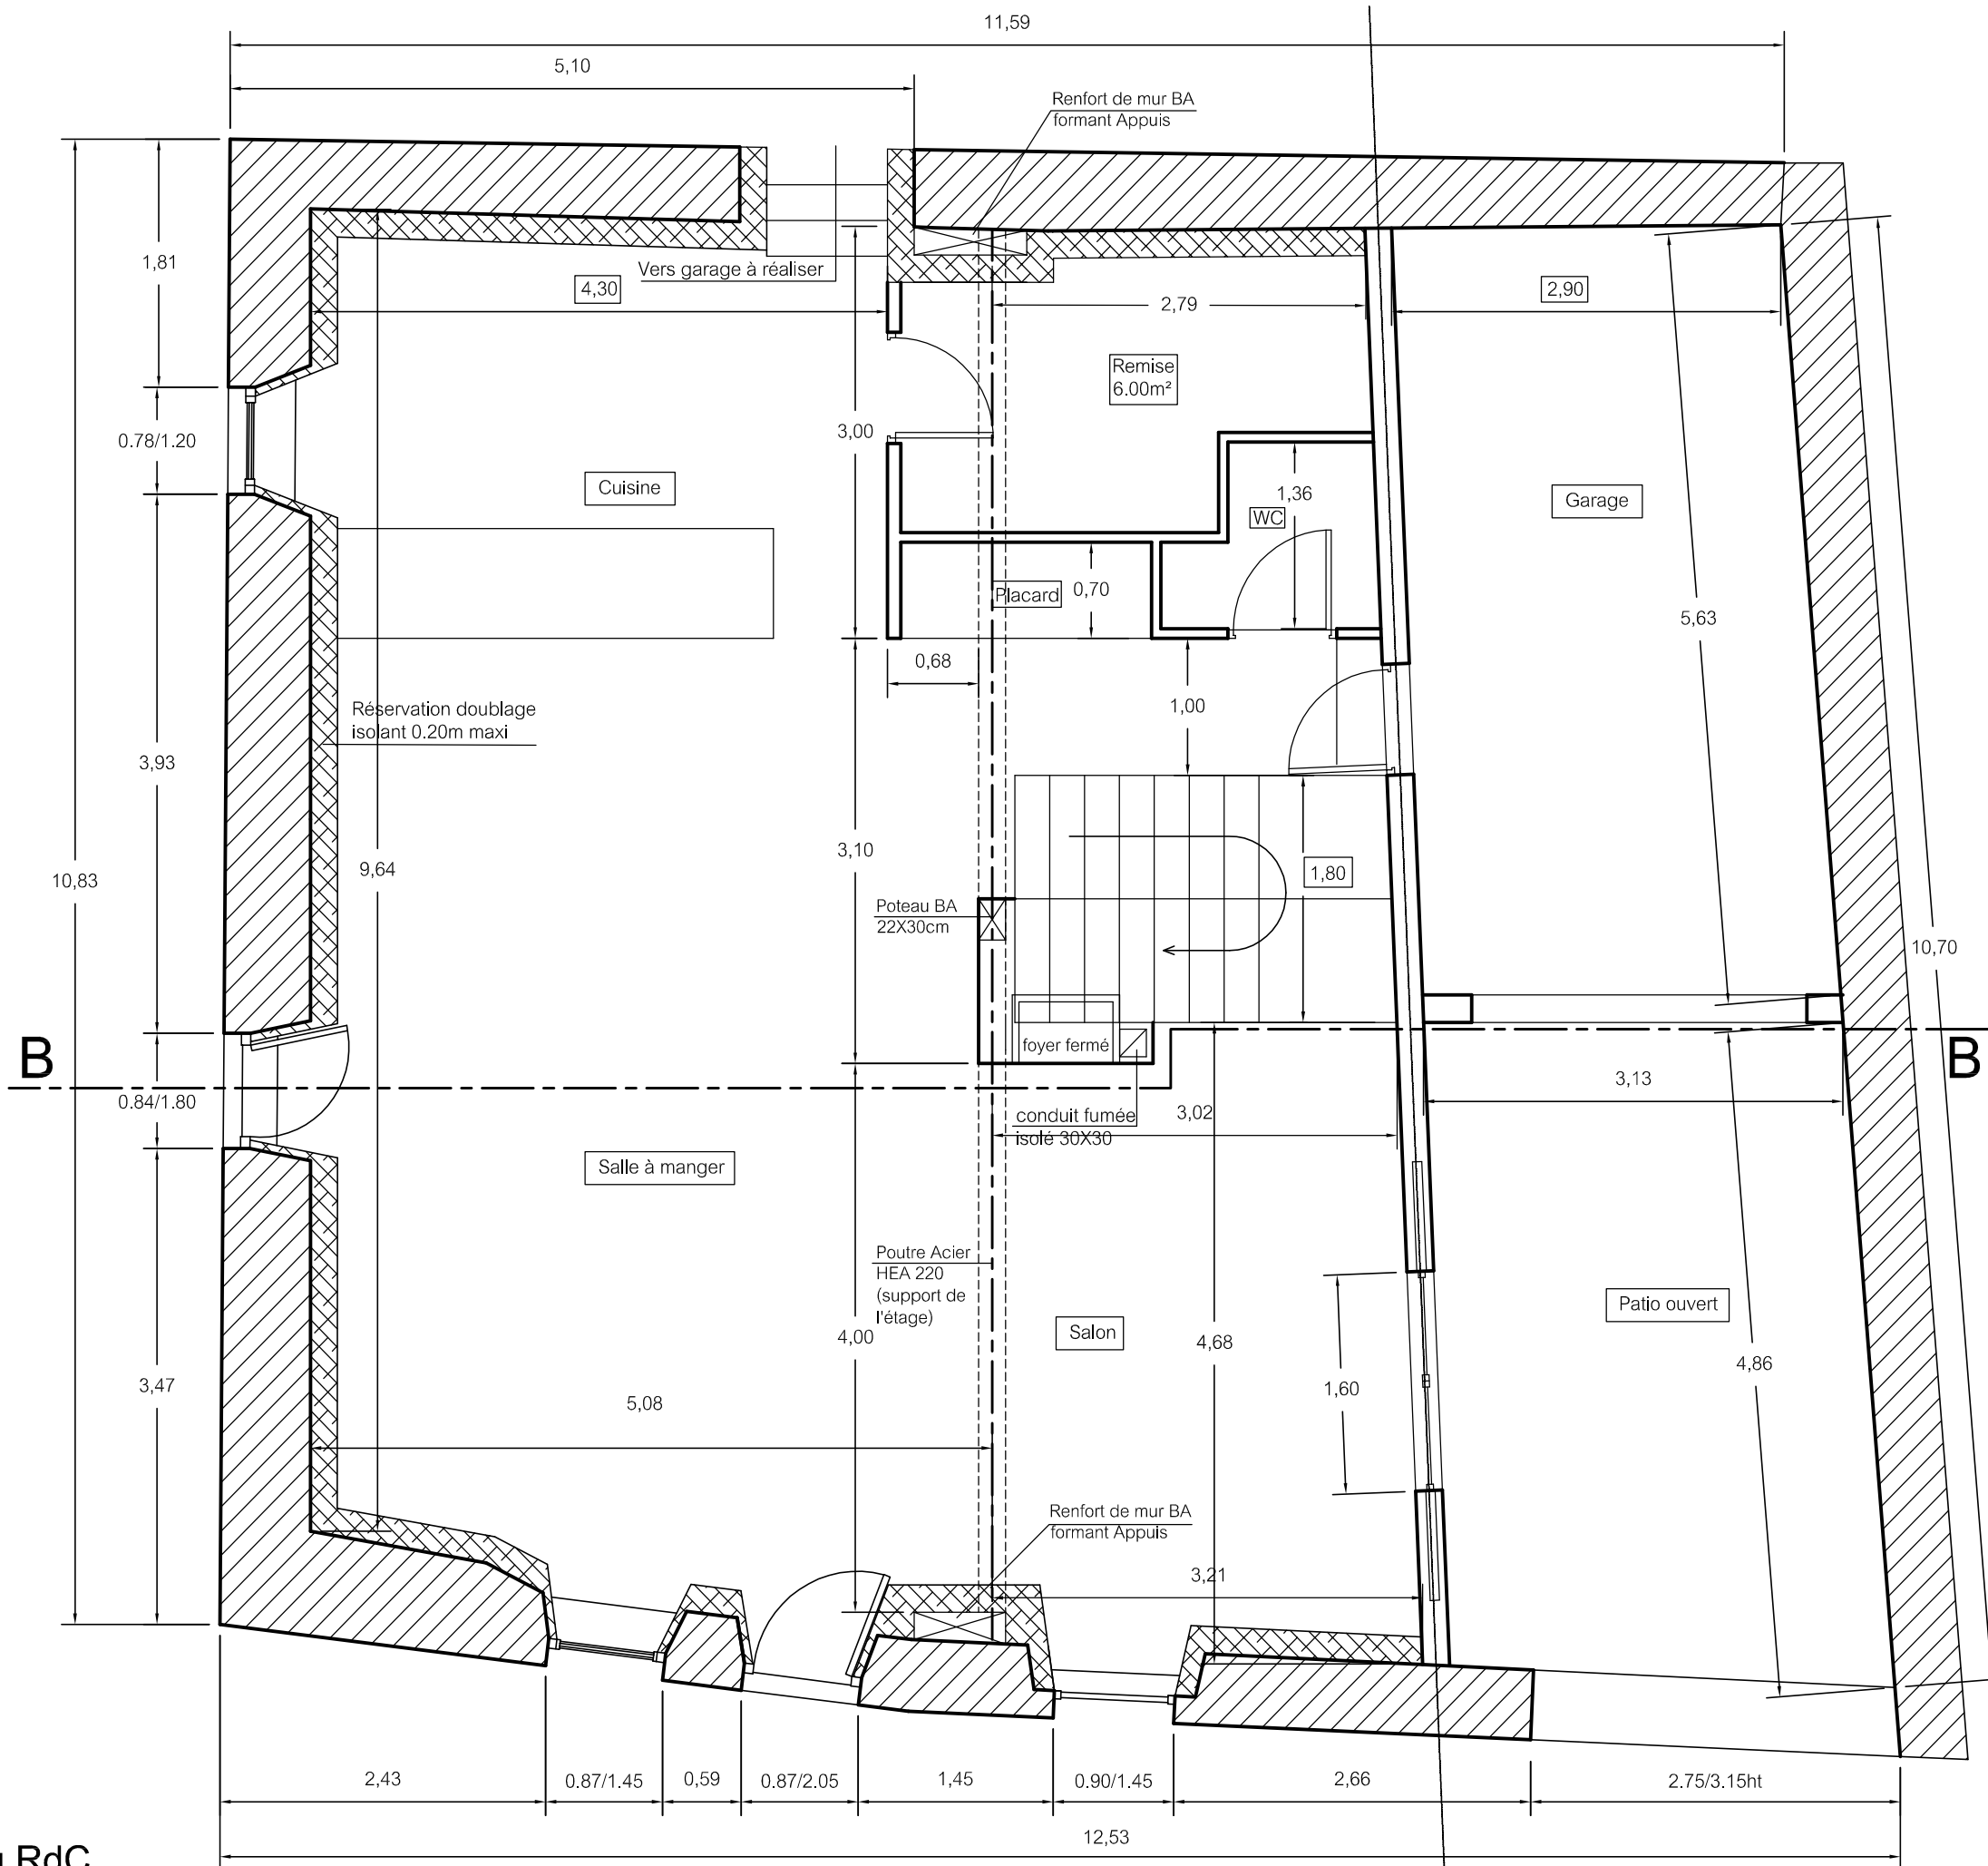 11,59
5,10
Renfort de mur BA
formant Appuis
1,81
Vers garage à réaliser
4,30
2,79
2,90
Remise
6.00m²
3,00
0.78/1.20
Cuisine
1,36
WC
Garage
Placard
0,70
5,63
0,68
1,00
Réservation doublage
isolant 0.20m maxi
3,93
3,10
9,64
1,80
10,83
Poteau BA
22X30cm
10,70
B
foyer fermé
B
0.84/1.80
3,13
conduit fumée
isolé 30X30
3,02
Salle à manger
Poutre Acier
HEA 220
(support de
l'étage)
Patio ouvert
4,00
Salon
4,68
4,86
3,47
1,60
5,08
Renfort de mur BA
formant Appuis
3,21
2,43
0.87/1.45
0,59
0.87/2.05
1,45
0.90/1.45
2,66
2.75/3.15ht
12,53
RdC